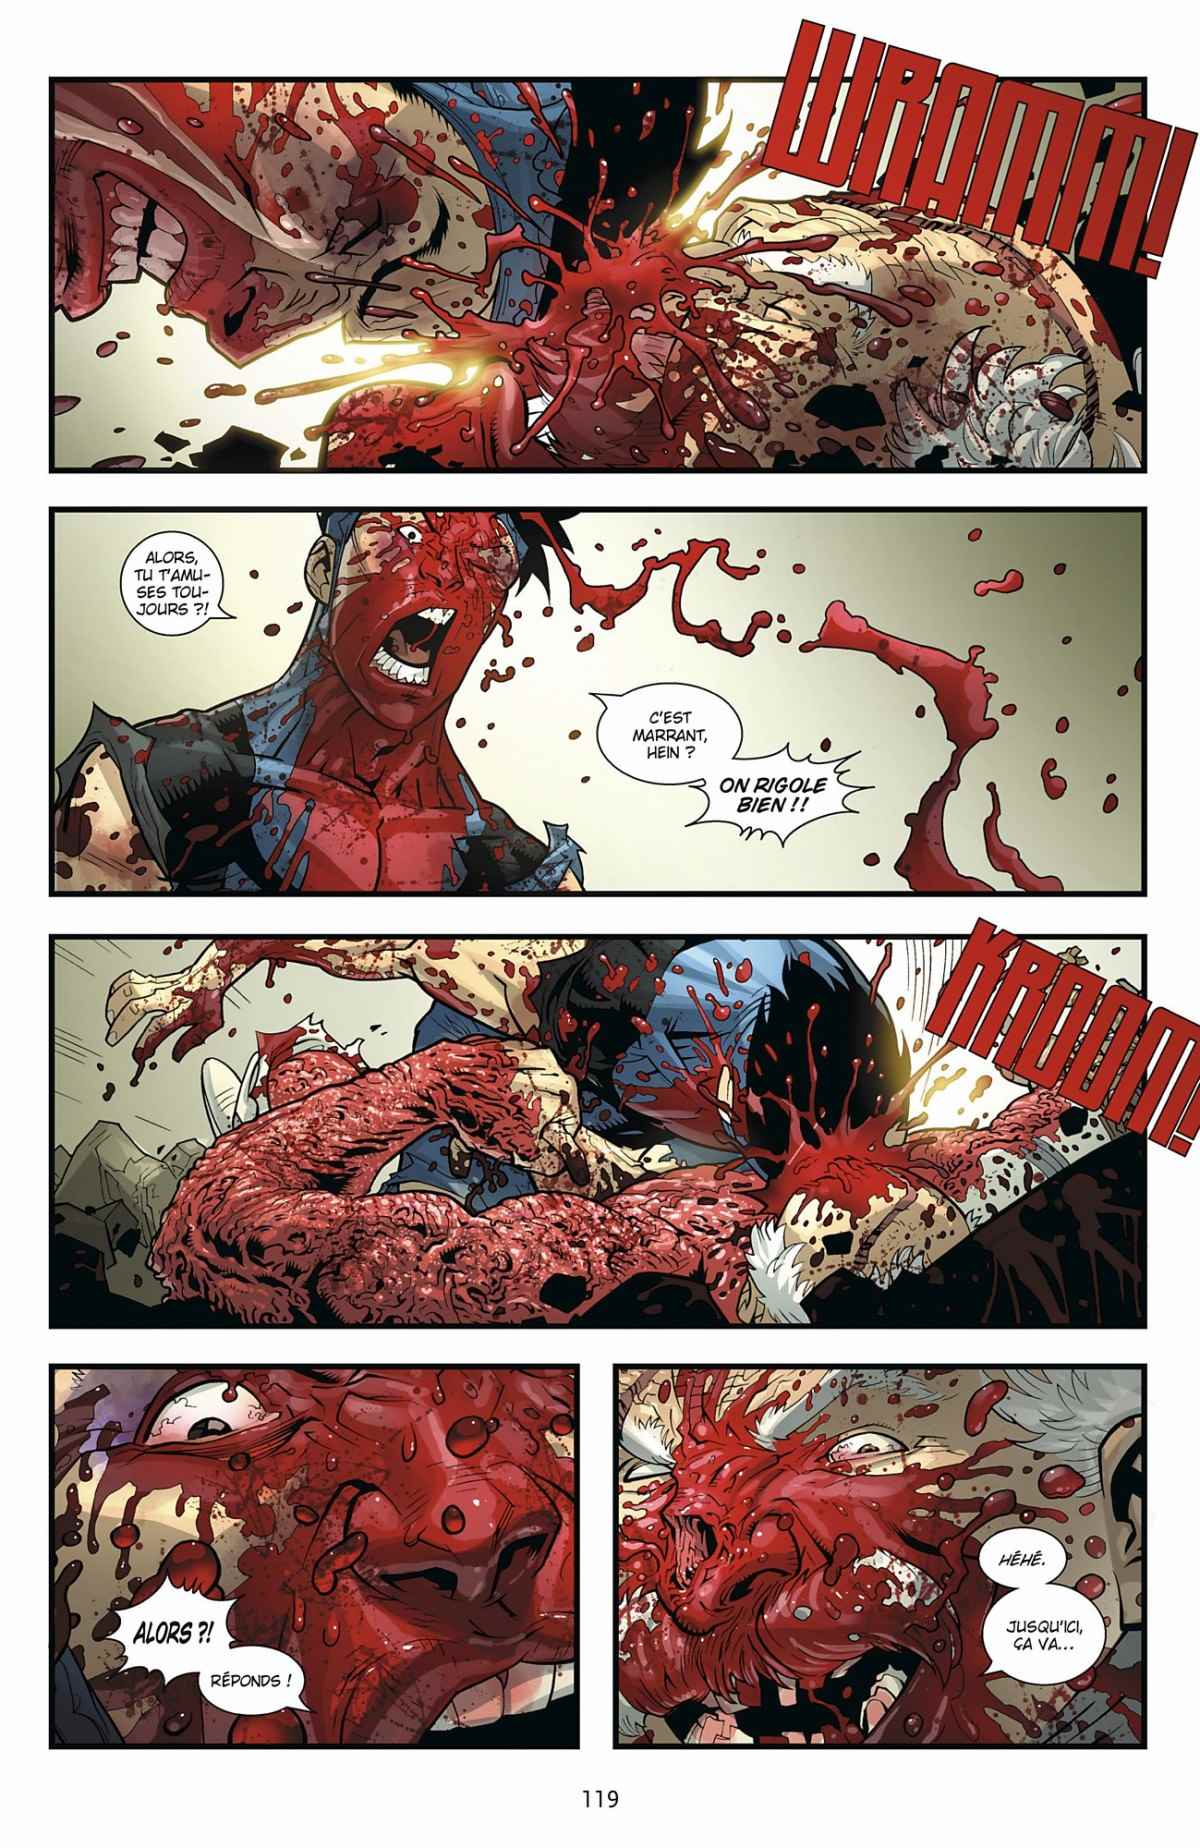 WRAMM!
ALORS,
TU T'AMU-
SES TOU-
JOURS ?!
C'EST
MARRANT,
HEIN ?
ON RIGOLE
BIEN !!
KROOM!
ALORS ?!
RÉPONDS !
HÉHÉ.
JUSQU'ICI,
ÇA VA...
119